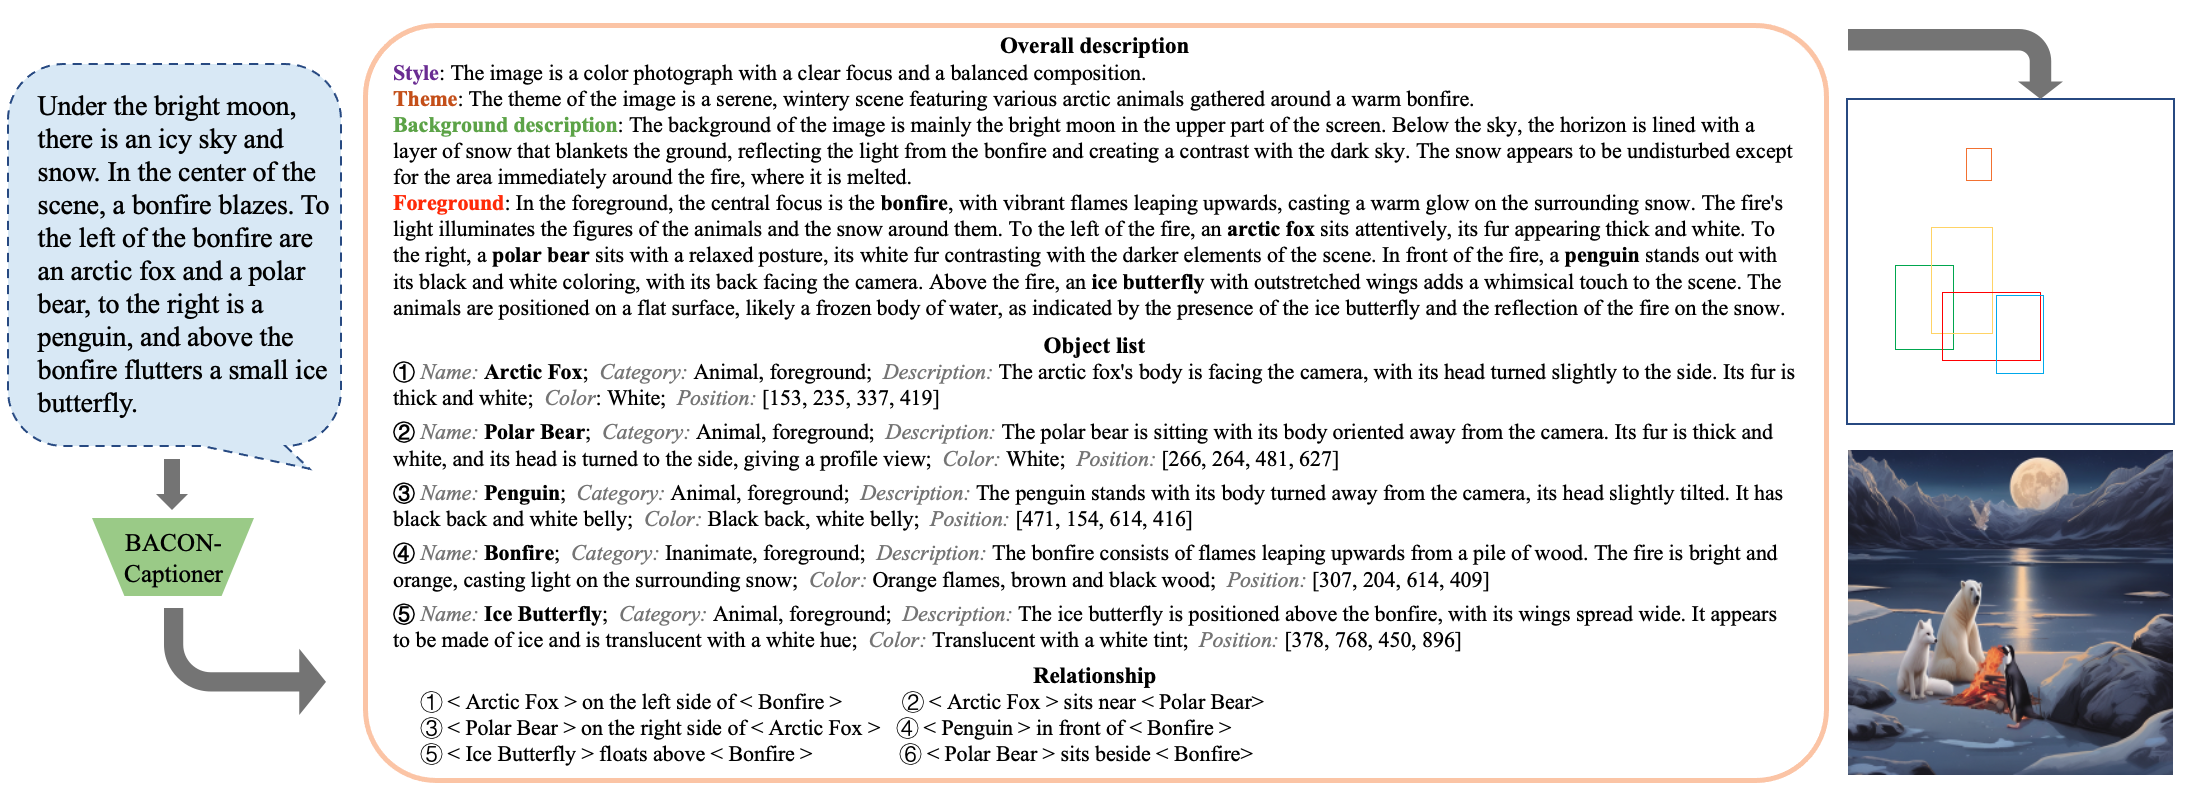 Under the bright moon,
there is an icy sky and
snow. In the center of the
scene, a bonfire blazes. To
the left of the bonfire are
an arctic fox and a polar
bear, to the right is a
penguin, and above the
bonfire flutters a small ice
butterfly.
BACON-
Captioner
Overall description
Style: The image is a color photograph with a clear focus and a balanced composition.
Theme: The theme of the image is a serene, wintery scene featuring various arctic animals gathered around a warm bonfire.
Background description: The background of the image is mainly the bright moon in the upper part of the screen. Below the sky, the horizon is lined with a
layer of snow that blankets the ground, reflecting the light from the bonfire and creating a contrast with the dark sky. The snow appears to be undisturbed except
for the area immediately around the fire, where it is melted.
Foreground: In the foreground, the central focus is the bonfire, with vibrant flames leaping upwards, casting a warm glow on the surrounding snow. The fire's
light illuminates the figures of the animals and the snow around them. To the left of the fire, an arctic fox sits attentively, its fur appearing thick and white. To
the right, a polar bear sits with a relaxed posture, its white fur contrasting with the darker elements of the scene. In front of the fire, a penguin stands out with
its black and white coloring, with its back facing the camera. Above the fire, an ice butterfly with outstretched wings adds a whimsical touch to the scene. The
animals are positioned on a flat surface, likely a frozen body of water, as indicated by the presence of the ice butterfly and the reflection of the fire on the snow.
Object list
① Name: Arctic Fox; Category: Animal, foreground; Description: The arctic fox's body is facing the camera, with its head turned slightly to the side. Its fur is
thick and white; Color: White; Position: [153, 235, 337, 419]
② Name: Polar Bear; Category: Animal, foreground; Description: The polar bear is sitting with its body oriented away from the camera. Its fur is thick and
white, and its head is turned to the side, giving a profile view; Color: White; Position: [266, 264, 481, 627]
③ Name: Penguin; Category: Animal, foreground; Description: The penguin stands with its body turned away from the camera, its head slightly tilted. It has
black back and white belly; Color: Black back, white belly; Position: [471, 154, 614, 416]
④ Name: Bonfire; Category: Inanimate, foreground; Description: The bonfire consists of flames leaping upwards from a pile of wood. The fire is bright and
orange, casting light on the surrounding snow; Color: Orange flames, brown and black wood; Position: [307, 204, 614, 409]
⑤ Name: Ice Butterfly; Category: Animal, foreground; Description: The ice butterfly is positioned above the bonfire, with its wings spread wide. It appears
to be made of ice and is translucent with a white hue; Color: Translucent with a white tint; Position: [378, 768, 450, 896]
Relationship
① < Arctic Fox > on the left side of < Bonfire > ② < Arctic Fox > sits near < Polar Bear>
③ < Polar Bear > on the right side of < Arctic Fox > ④ < Penguin > in front of < Bonfire >
⑤ < Ice Butterfly > floats above < Bonfire > ⑥ < Polar Bear > sits beside < Bonfire>